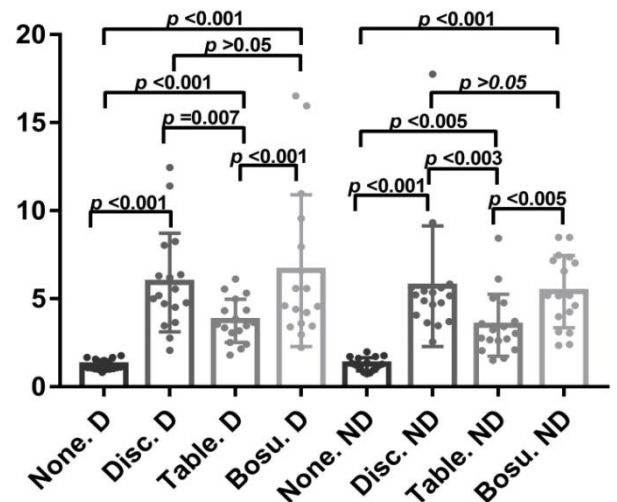 p <0.001 p <0.001
20
p >0.05
p <0.001 p >0.05
15
p =0.007 p <0.005
p <0.001 p <0.003
p <0.001 p <0.001 p <0.005
10
5
0
None. D Disc. D Table. D Bosu. D None. ND Disc. ND Table. ND Bosu. ND